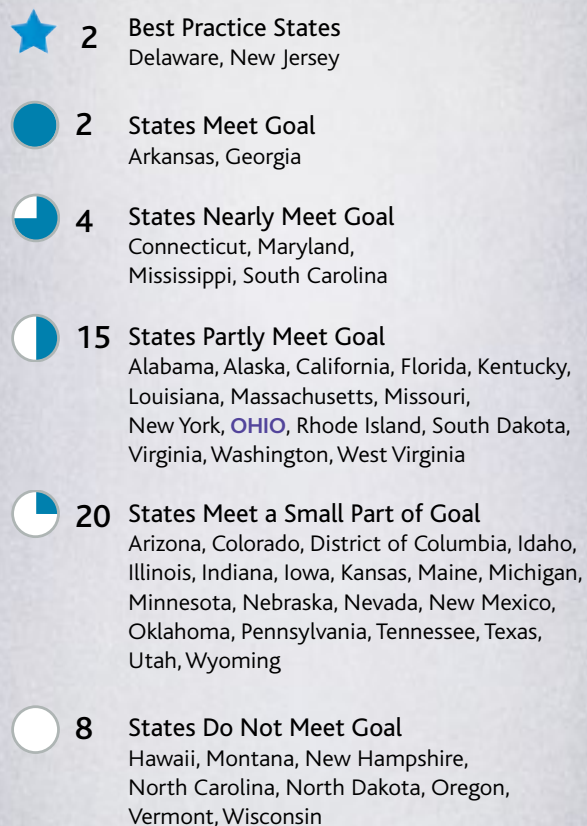 2 Best Practice States
Delaware, New Jersey
2 States Meet Goal
Arkansas, Georgia
4 States Nearly Meet Goal
Connecticut, Maryland,
Mississippi, South Carolina
15 States Partly Meet Goal
Alabama, Alaska, California, Florida, Kentucky,
Louisiana, Massachusetts, Missouri,
New York, OHIO, Rhode Island, South Dakota,
Virginia, Washington, West Virginia
20 States Meet a Small Part of Goal
Arizona, Colorado, District of Columbia, Idaho,
Illinois, Indiana, Iowa, Kansas, Maine, Michigan,
Minnesota, Nebraska, Nevada, New Mexico,
Oklahoma, Pennsylvania, Tennessee, Texas,
Utah, Wyoming
8 States Do Not Meet Goal
Hawaii, Montana, New Hampshire,
North Carolina, North Dakota, Oregon,
Vermont, Wisconsin